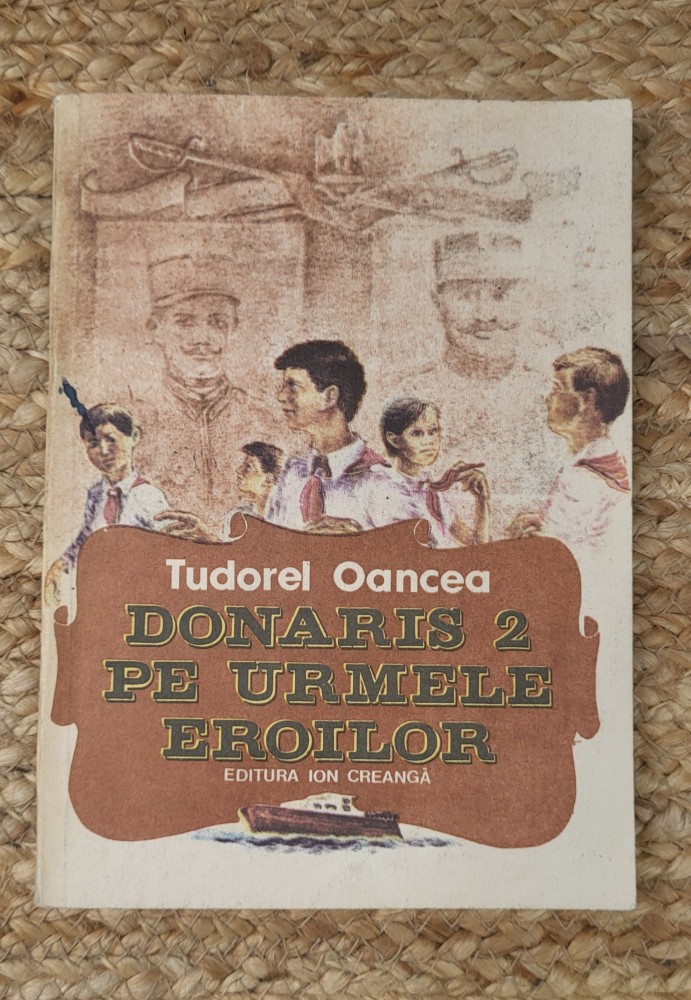 Tudorel Oancea
DONARIS 2
PE URMELE
EROILOR
EDITURA ION CREANGĂ